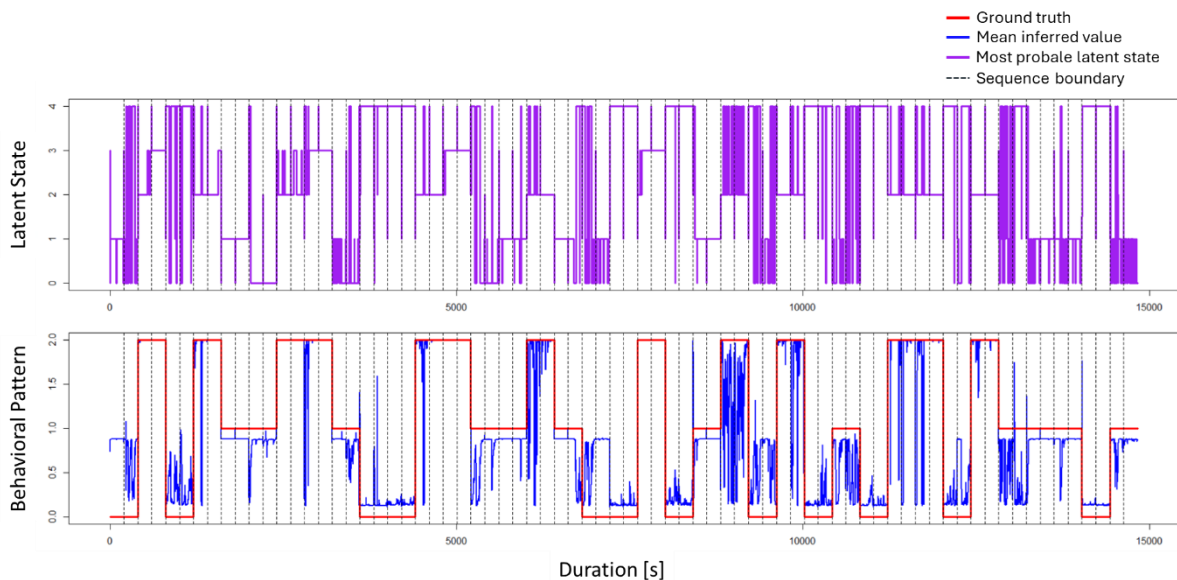 Ground truth
Mean inferred value
Most probale latent state
Sequence boundary
Latent State
4
3
2
1
0
0
5000
10000
15000
Behavioral Pattern
2.0
1.5
1.0
0.5
0.0
0
5000
10000
15000
Duration [s]